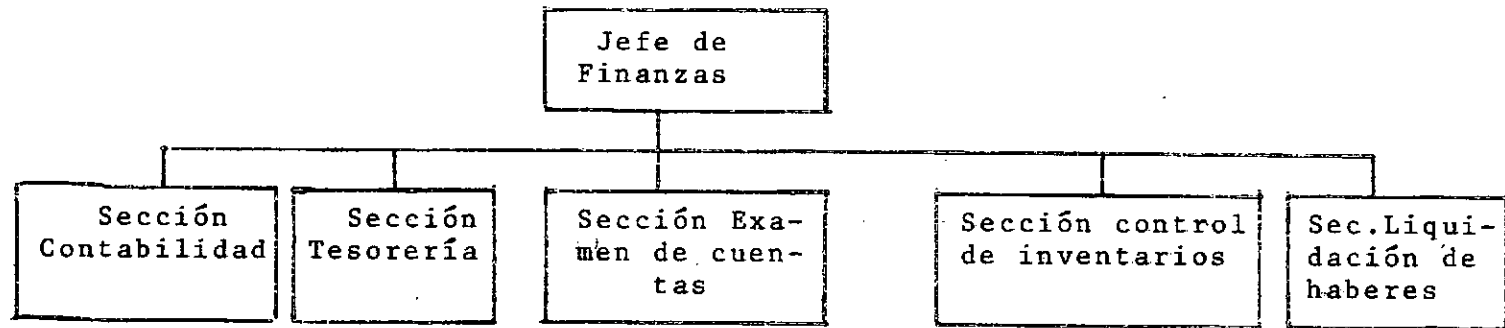 Jefe de
Finanzas
Sección
Contabilidad
Sección
Tesorería
Sección Exa-
men de cuen-
tas
Sección control
de inventarios
Sec.Liqui-
dación de
haberes